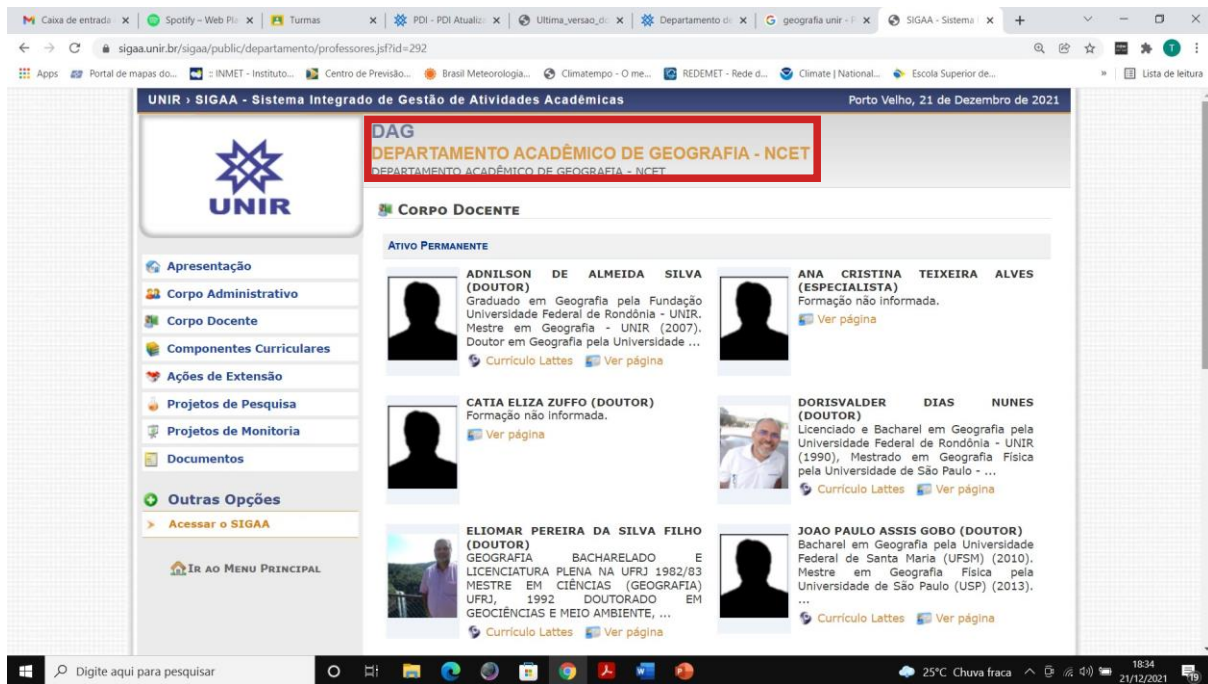 Caixa de entrada
Spotify – Web Pla
Turmas
PDI - PDI Atualiza
Ultima_versao_do
Departamento de
geografia unir - P
SIGAA - Sistema I
sigaa.unir.br/sigaa/public/departamento/professores.jsf?id=292
Apps
Portal de mapas do...
:: INMET - Instituto...
Centro de Previsão...
Brasil Meteorologia...
Climatempo - O me...
REDEMET - Rede d...
Climate | National...
Escola Superior de...
»
Lista de leitura
UNIR › SIGAA - Sistema Integrado de Gestão de Atividades Acadêmicas
Porto Velho, 21 de Dezembro de 2021
UNIR
DAG
DEPARTAMENTO ACADÊMICO DE GEOGRAFIA - NCET
DEPARTAMENTO ACADÊMICO DE GEOGRAFIA - NCET
Apresentação
Corpo Administrativo
Corpo Docente
Componentes Curriculares
Ações de Extensão
Projetos de Pesquisa
Projetos de Monitoria
Documentos
Outras Opções
Acessar o SIGAA
IR AO MENU PRINCIPAL
CORPO DOCENTE
ATIVO PERMANENTE
ADNILSON DE ALMEIDA SILVA
(DOUTOR)
Graduado em Geografia pela Fundação
Universidade Federal de Rondônia - UNIR.
Mestre em Geografia - UNIR (2007).
Doutor em Geografia pela Universidade ...
Currículo Lattes Ver página
ANA CRISTINA TEIXEIRA ALVES
(ESPECIALISTA)
Formação não informada.
Ver página
CATIA ELIZA ZUFFO (DOUTOR)
Formação não informada.
Ver página
DORISVALDER DIAS NUNES
(DOUTOR)
Licenciado e Bacharel em Geografia pela
Universidade Federal de Rondônia - UNIR
(1990), Mestrado em Geografia Física
pela Universidade de São Paulo - ...
Currículo Lattes Ver página
ELIOMAR PEREIRA DA SILVA FILHO
(DOUTOR)
GEOGRAFIA BACHARELADO E
LICENCIATURA PLENA NA UFRJ 1982/83
MESTRE EM CIÊNCIAS (GEOGRAFIA)
UFRJ, 1992 DOUTORADO EM
GEOCIÊNCIAS E MEIO AMBIENTE, ...
Currículo Lattes Ver página
JOAO PAULO ASSIS GOBO (DOUTOR)
Bacharel em Geografia pela Universidade
Federal de Santa Maria (UFSM) (2010).
Mestre em Geografia Física pela
Universidade de São Paulo (USP) (2013).
...
Currículo Lattes Ver página
Digite aqui para pesquisar
25°C Chuva fraca
18:34
21/12/2021
19